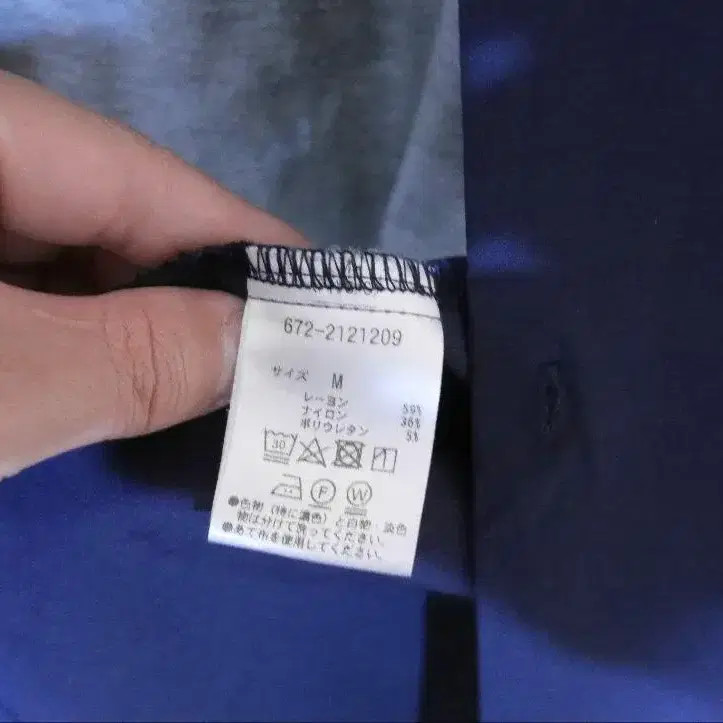 672-2121209
サイズ M
レーヨン 59%
ナイロン 36%
ポリウレタン 5%
30
F W
●色物(特に濃色)と白物・淡色
物は分けて洗ってください。
●あて布を使用してください。